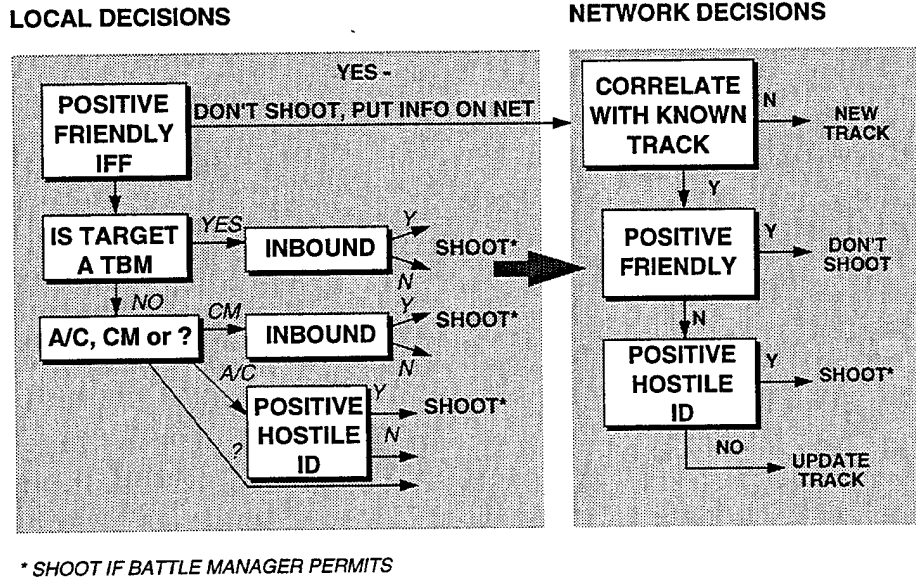 LOCAL DECISIONS
POSITIVE
FRIENDLY
IFF
YES -
DON'T SHOOT, PUT INFO ON NET
IS TARGET
A TBM
YES
INBOUND
Y
N
SHOOT*
NO
A/C, CM or ?
CM
INBOUND
Y
N
SHOOT*
A/C
?
POSITIVE
HOSTILE
ID
Y
N
SHOOT*
NETWORK DECISIONS
CORRELATE
WITH KNOWN
TRACK
N
NEW
TRACK
Y
POSITIVE
FRIENDLY
Y
DON'T
SHOOT
N
POSITIVE
HOSTILE
ID
Y
SHOOT*
NO
UPDATE
TRACK
* SHOOT IF BATTLE MANAGER PERMITS